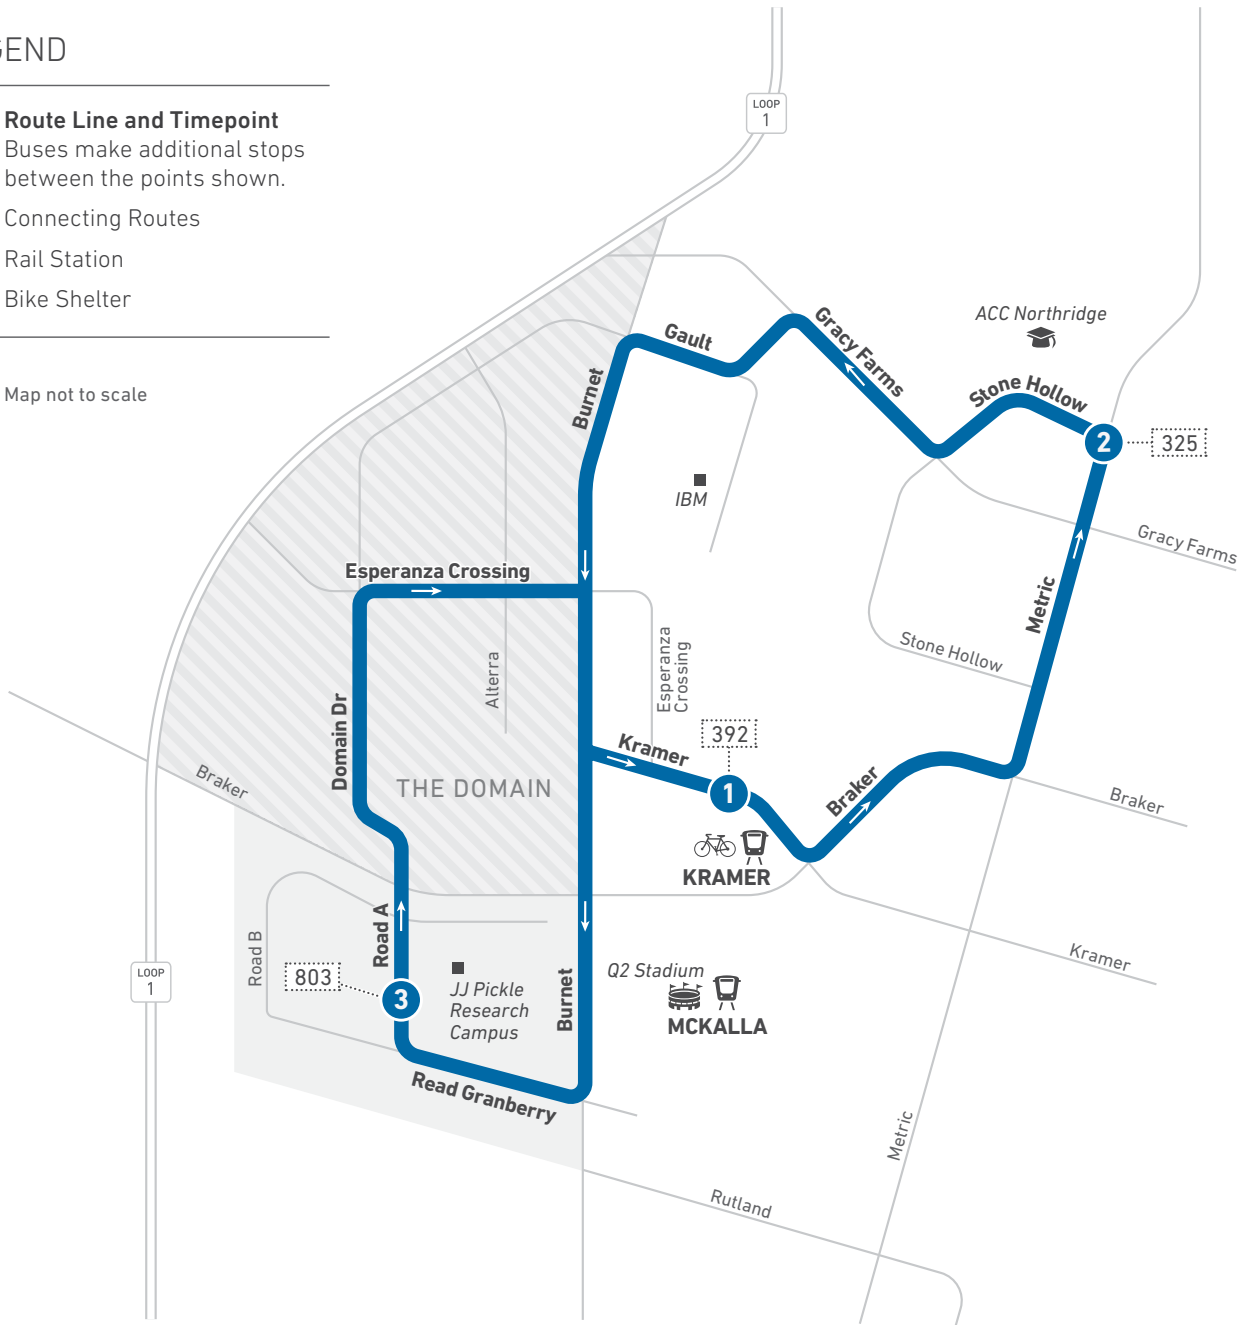 GEND
Route Line and Timepoint
Buses make additional stops
between the points shown.
Connecting Routes
Rail Station
Bike Shelter
Map not to scale
LOOP
1
ACC Northridge
Gault
Gracy Farms
Stone Hollow
Burnet
2
325
IBM
Gracy Farms
Esperanza Crossing
Metric
Stone Hollow
Esperanza
Crossing
Alterra
Domain Dr
392
Kramer
Braker
THE DOMAIN
1
Braker
Braker
KRAMER
Road A
Road B
Kramer
LOOP
1
803
3
JJ Pickle
Research
Campus
Burnet
Q2 Stadium
MCKALLA
Read Granberry
Metric
Rutland